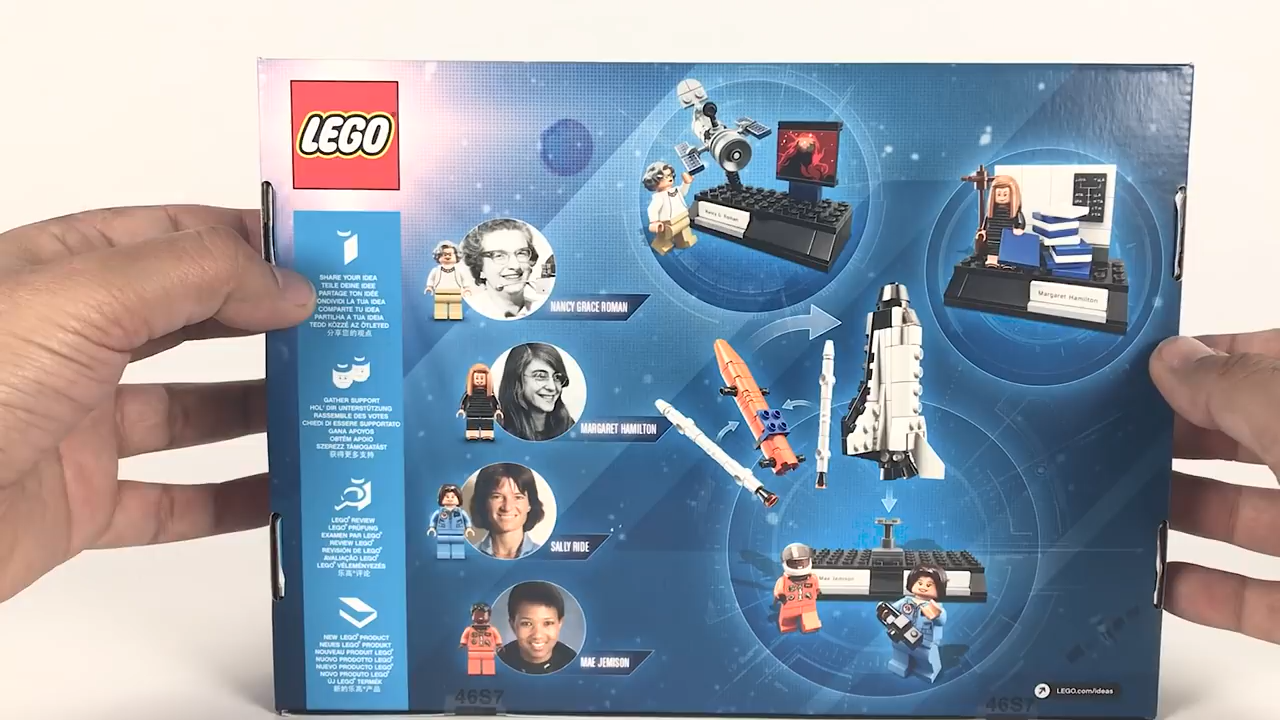 LEGO
SHARE YOUR IDEA
TEILE DEINE IDEE
PARTAGE TON IDÉE
CONDIVIDI LA TUA IDEA
COMPARTE TU IDEA
PARTILHA A TUA IDEIA
TEDD KÖZZÉ AZ ÖTLETED
分享您的观点
GATHER SUPPORT
HOL' DIR UNTERSTÜTZUNG
RASSEMBLE DES VOTES
CHIEDI DI ESSERE SUPPORTATO
GANA APOYOS
OBTÉM APOIO
SZEREZZ TÁMOGATÁST
获得更多支持
LEGO® REVIEW
LEGO® PRÜFUNG
EXAMEN PAR LEGO®
REVIEW LEGO®
REVISIÓN DE LEGO®
AVALIAÇÃO LEGO®
LEGO® VÉLEMÉNYEZÉS
乐高®评论
NEW LEGO® PRODUCT
NEUES LEGO® PRODUKT
NOUVEAU PRODUIT LEGO®
NUOVO PRODOTTO LEGO®
NUEVO PRODUCTO LEGO®
NOVO PRODUTO LEGO®
ÚJ LEGO® TERMÉK
新的乐高®产品
NANCY GRACE ROMAN
MARGARET HAMILTON
SALLY RIDE
MAE JEMISON
Nancy G. Roman
Margaret Hamilton
Mae Jemison
46S7
46S7
LEGO.com/ideas